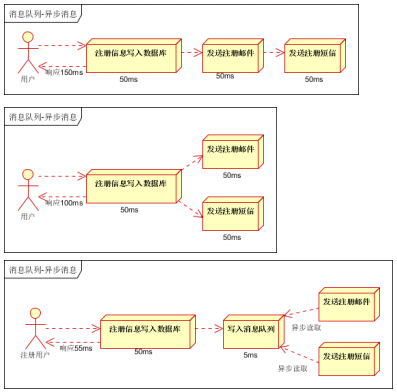 消息队列-异步消息
注册信息写入数据库
发送注册邮件
发送注册短信
响应150ms
用户
50ms
50ms
50ms
消息队列-异步消息
发送注册邮件
50ms
注册信息写入数据库
响应100ms
用户
50ms
发送注册短信
50ms
消息队列-异步消息
发送注册邮件
注册信息写入数据库
写入消息队列
异步读取
响应55ms
注册用户
50ms
5ms
发送注册短信
异步读取